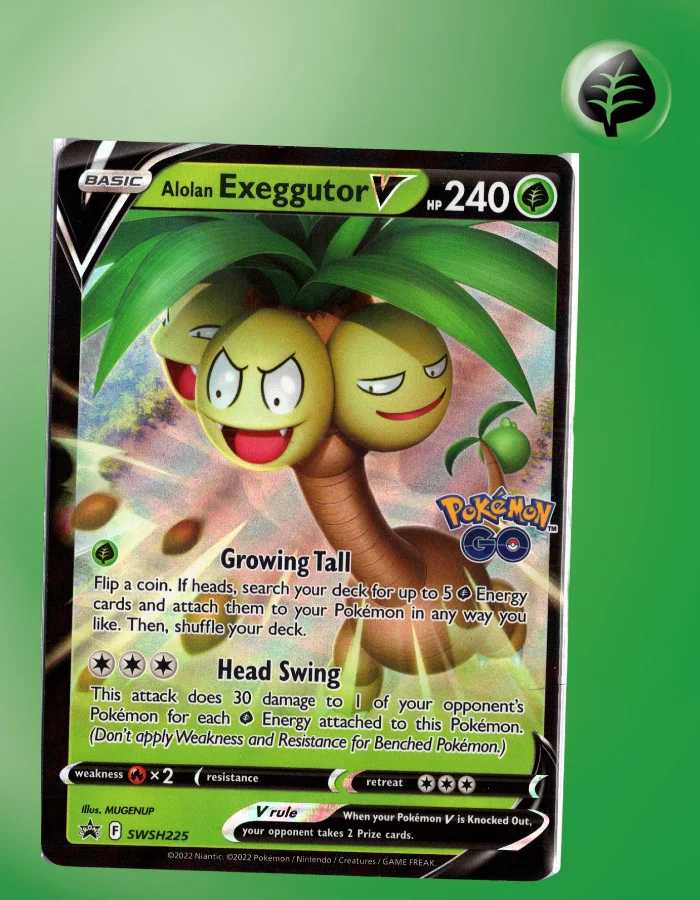 BASIC
Alolan Exeggutor V HP 240
Pokémon
GO
Growing Tall
Flip a coin. If heads, search your deck for up to 5 Energy
cards and attach them to your Pokémon in any way you
like. Then, shuffle your deck.
Head Swing
This attack does 30 damage to 1 of your opponent's
Pokémon for each Energy attached to this Pokémon.
(Don't apply Weakness and Resistance for Benched Pokémon.)
weakness ×2 resistance retreat
Illus. MUGENUP
V rule When your Pokémon V is Knocked Out,
your opponent takes 2 Prize cards.
PROMO F SWSH225
©2022 Niantic. ©2022 Pokémon / Nintendo / Creatures / GAME FREAK.